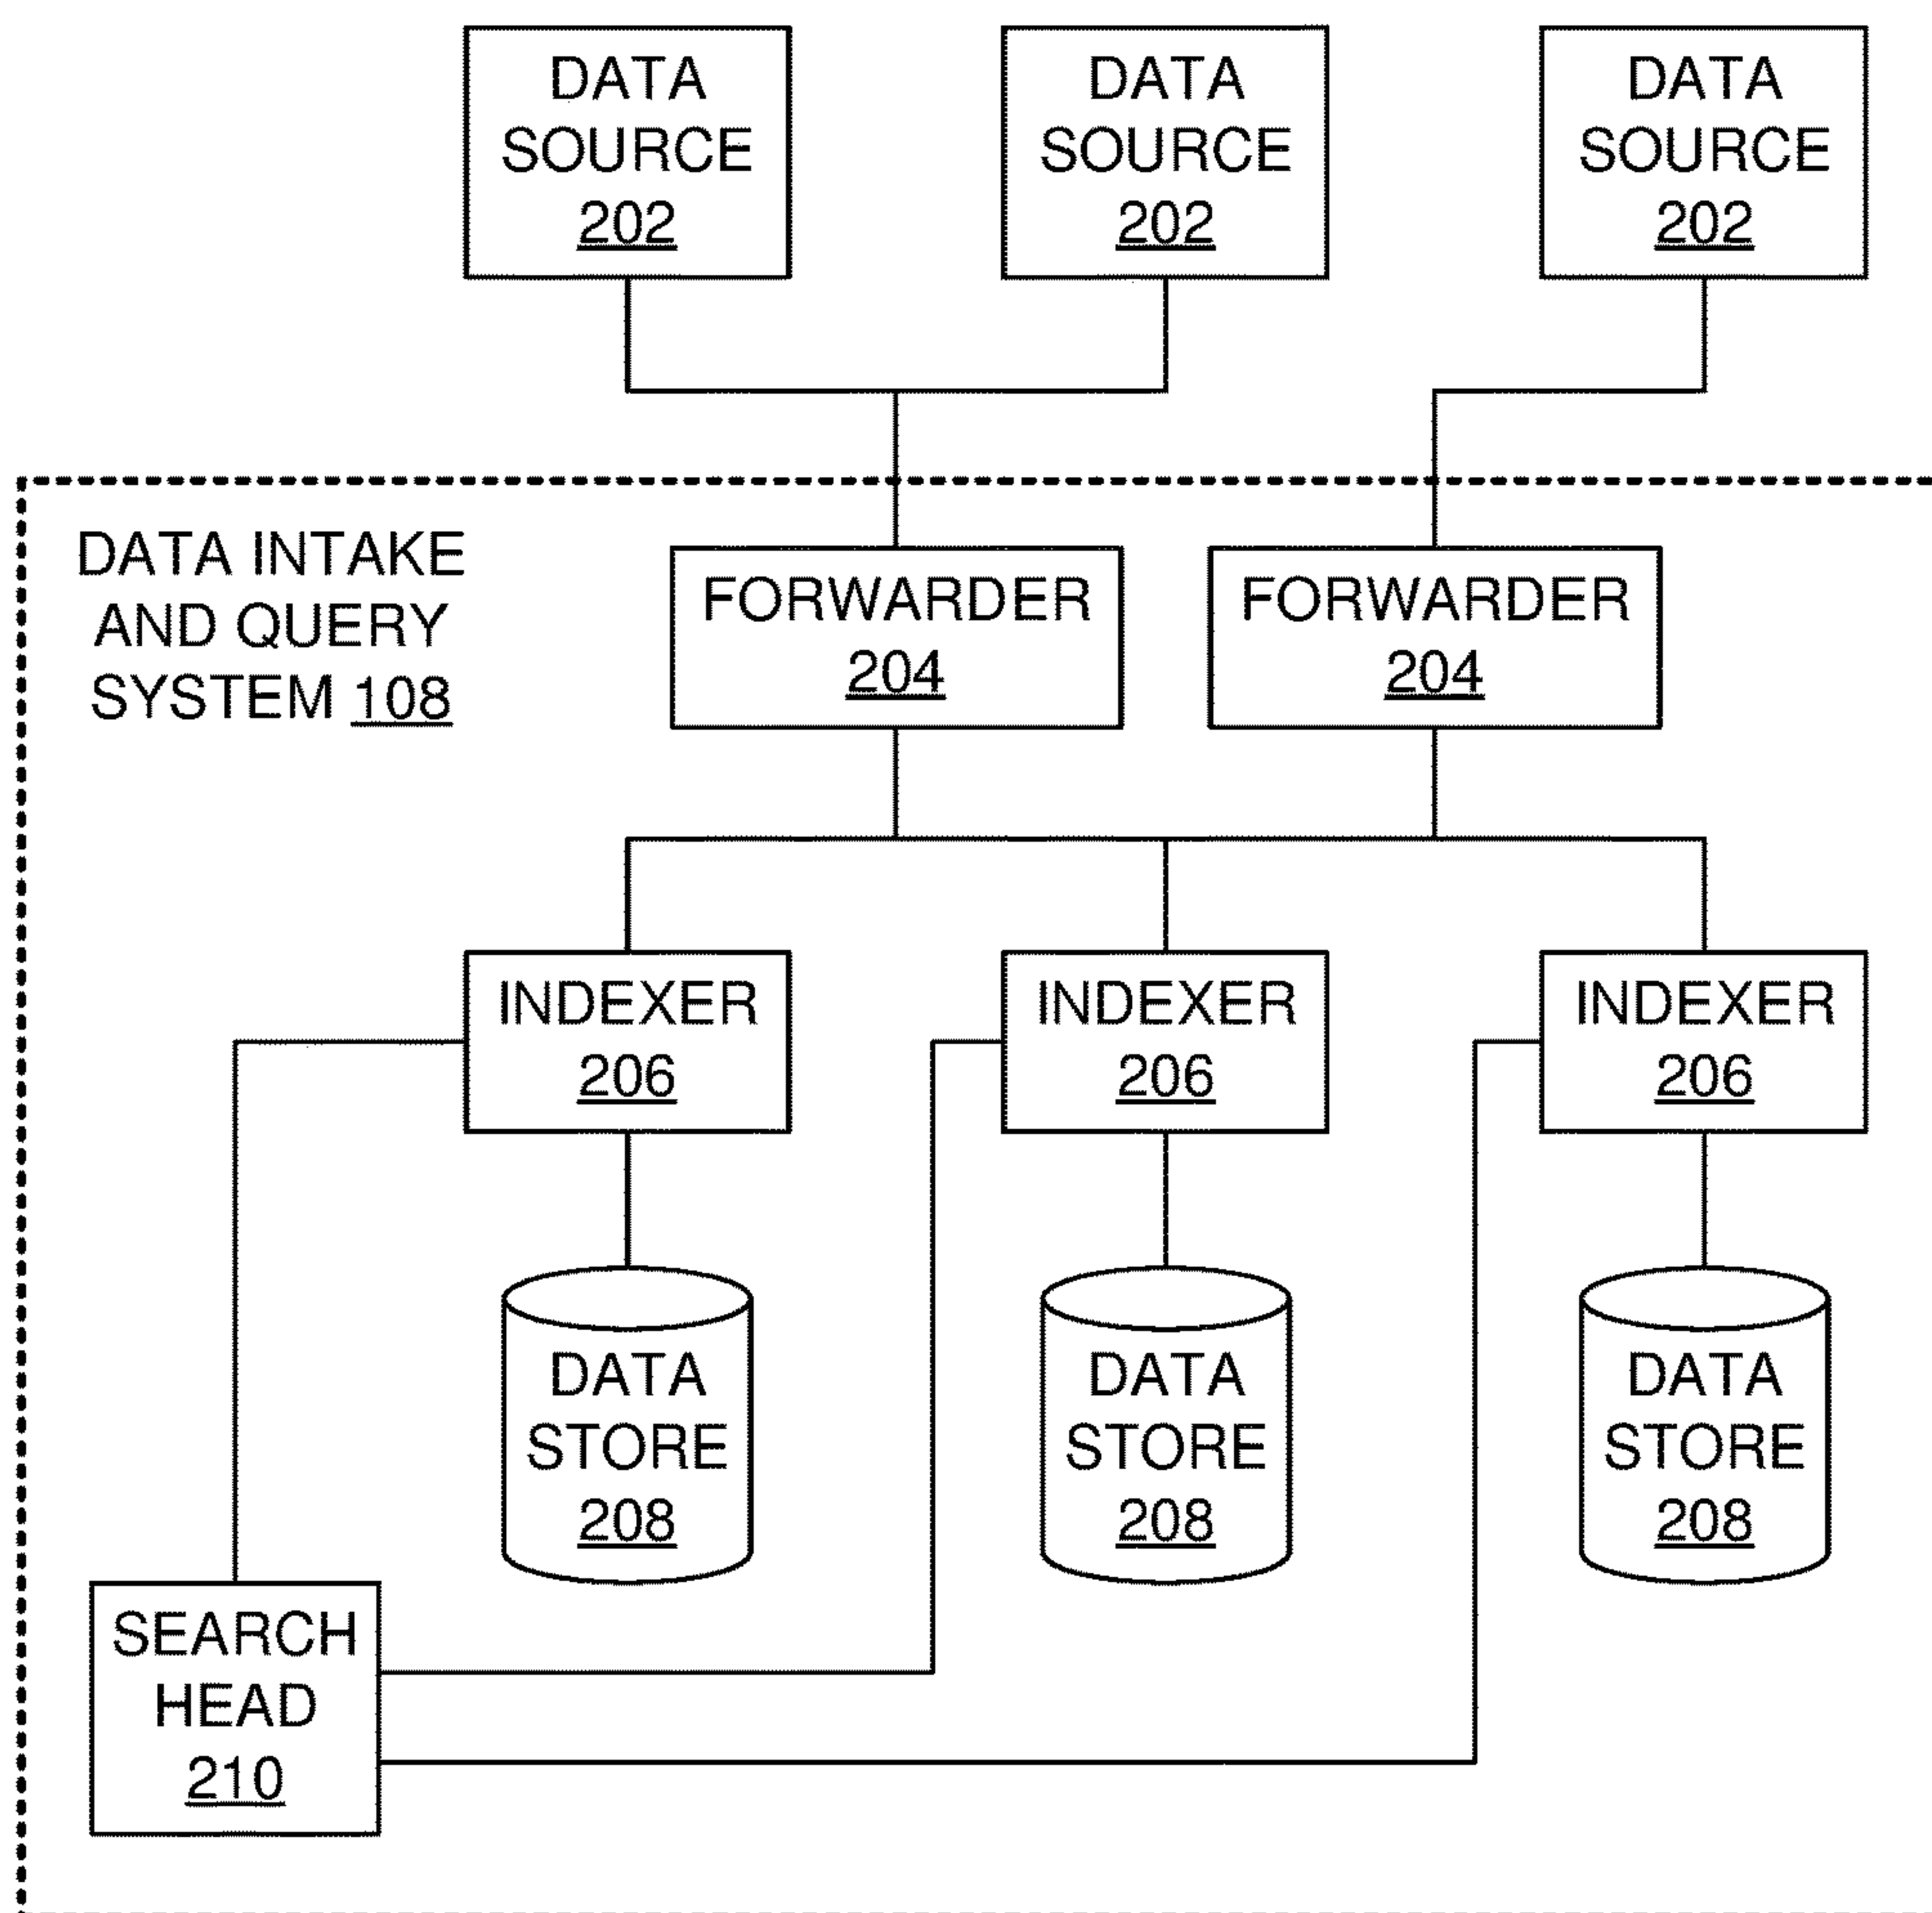 DATA
SOURCE
202
DATA
SOURCE
202
DATA
SOURCE
202
DATA INTAKE
AND QUERY
SYSTEM 108
FORWARDER
204
FORWARDER
204
INDEXER
206
INDEXER
206
INDEXER
206
DATA
STORE
208
DATA
STORE
208
DATA
STORE
208
SEARCH
HEAD
210